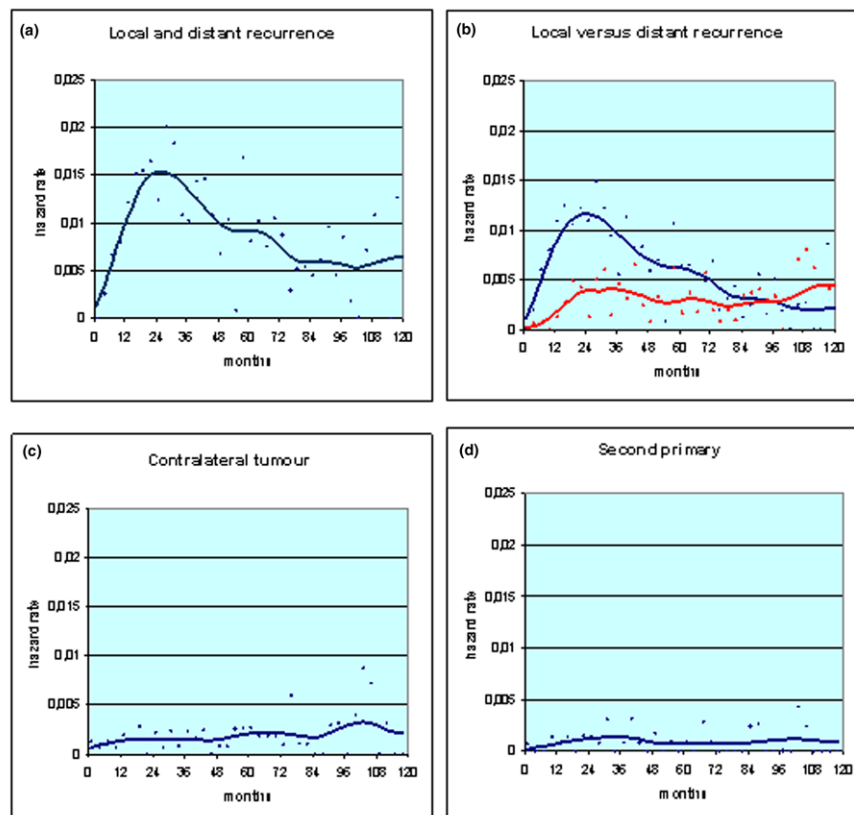 (a) Local and distant recurrence
0,025
0,02
0,015
0,01
0,005
0
hazard rate
0 12 24 36 48 60 72 84 96 108 120
months
(b) Local versus distant recurrence
0,025
0,02
0,015
0,01
0,005
0
hazard rate
0 12 24 36 48 60 72 84 96 108 120
months
(c) Contralateral tumour
0,025
0,02
0,015
0,01
0,005
0
hazard rate
0 12 24 36 48 60 72 84 96 108 120
months
(d) Second primary
0,025
0,02
0,015
0,01
0,005
0
hazard rate
0 12 24 36 48 60 72 84 96 108 120
months